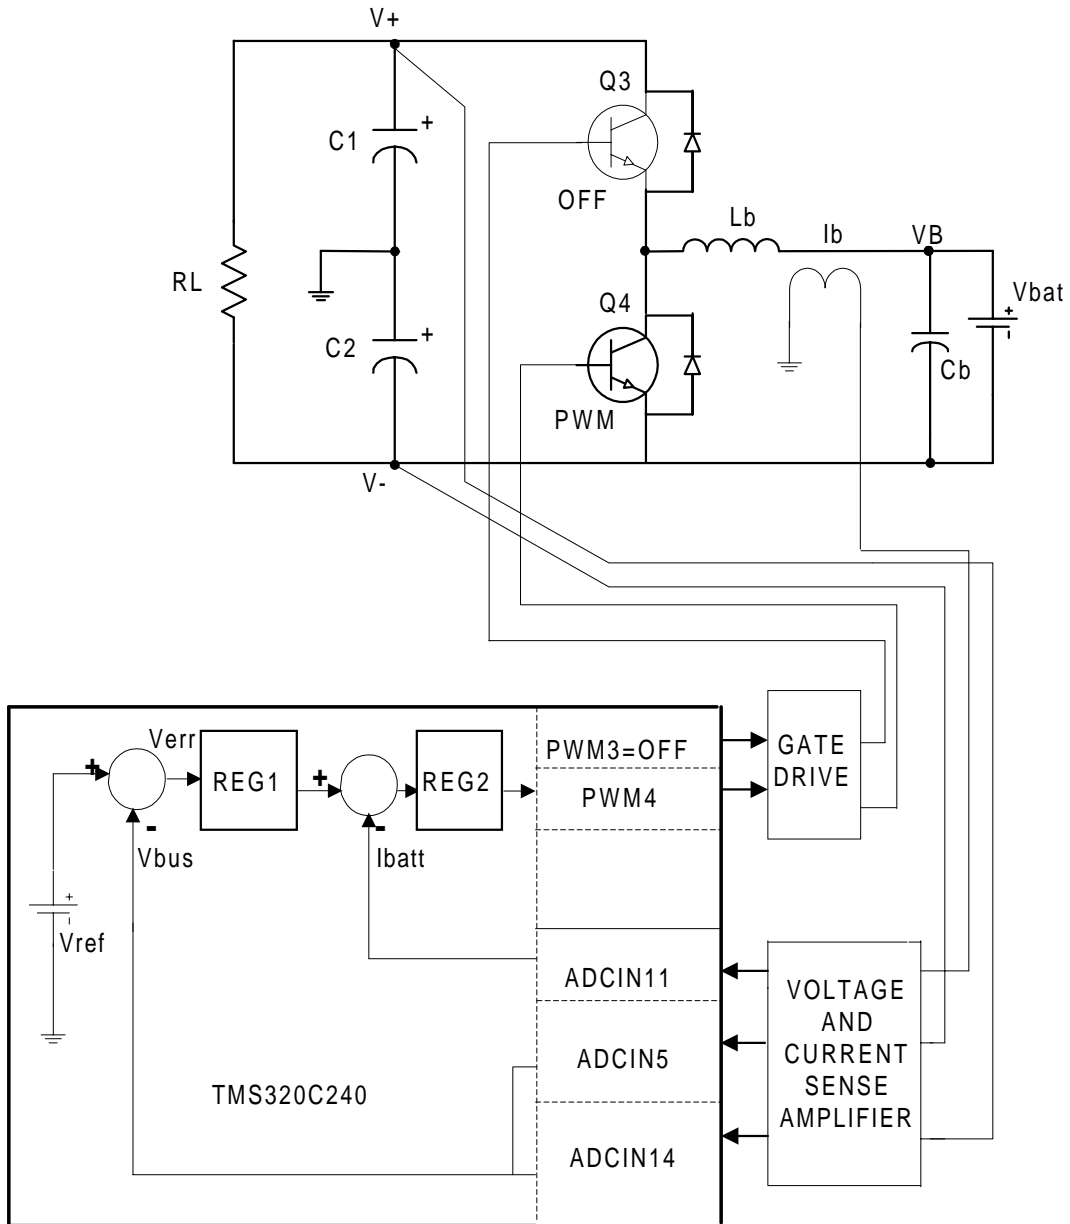 V+
Q3
+
C1
OFF
Lb
Ib
VB
RL
Q4
Vbat
+
-
+
C2
Cb
PWM
V-
Verr
PWM3=OFF
GATE
DRIVE
+
REG1
+
REG2
PWM4
-
Vbus
-
Ibatt
+
-
Vref
ADCIN11
VOLTAGE
AND
CURRENT
SENSE
AMPLIFIER
ADCIN5
TMS320C240
ADCIN14